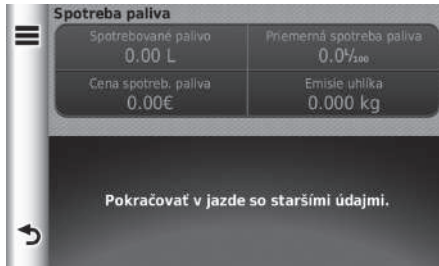 Spotreba paliva
Spotrebované palivo
0.00 L
Priemerná spotreba paliva
0.0L/100
Cena spotreb. paliva
0.00€
Emisie uhlíka
0.000 kg
Pokračovať v jazde so staršími údajmi.